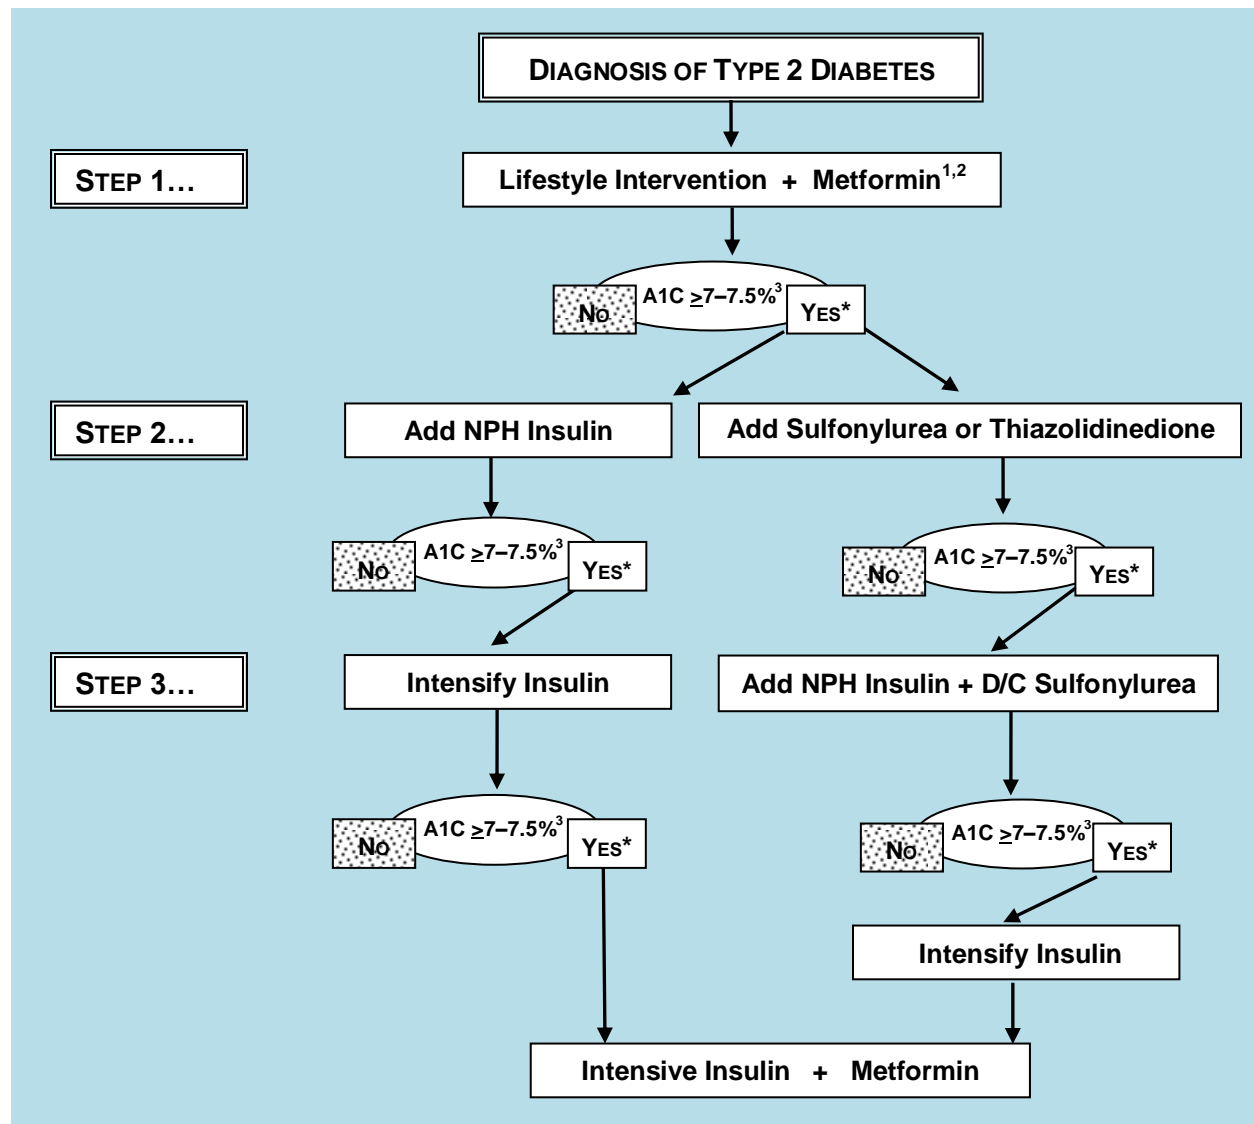 DIAGNOSIS OF TYPE 2 DIABETES
STEP 1…
Lifestyle Intervention + Metformin1,2
A1C ≥7–7.5%3
NO
YES*
STEP 2…
Add NPH Insulin
Add Sulfonylurea or Thiazolidinedione
A1C ≥7–7.5%3
NO
YES*
A1C ≥7–7.5%3
NO
YES*
STEP 3…
Intensify Insulin
Add NPH Insulin + D/C Sulfonylurea
A1C ≥7–7.5%3
NO
YES*
A1C ≥7–7.5%3
NO
YES*
Intensify Insulin
Intensive Insulin + Metformin